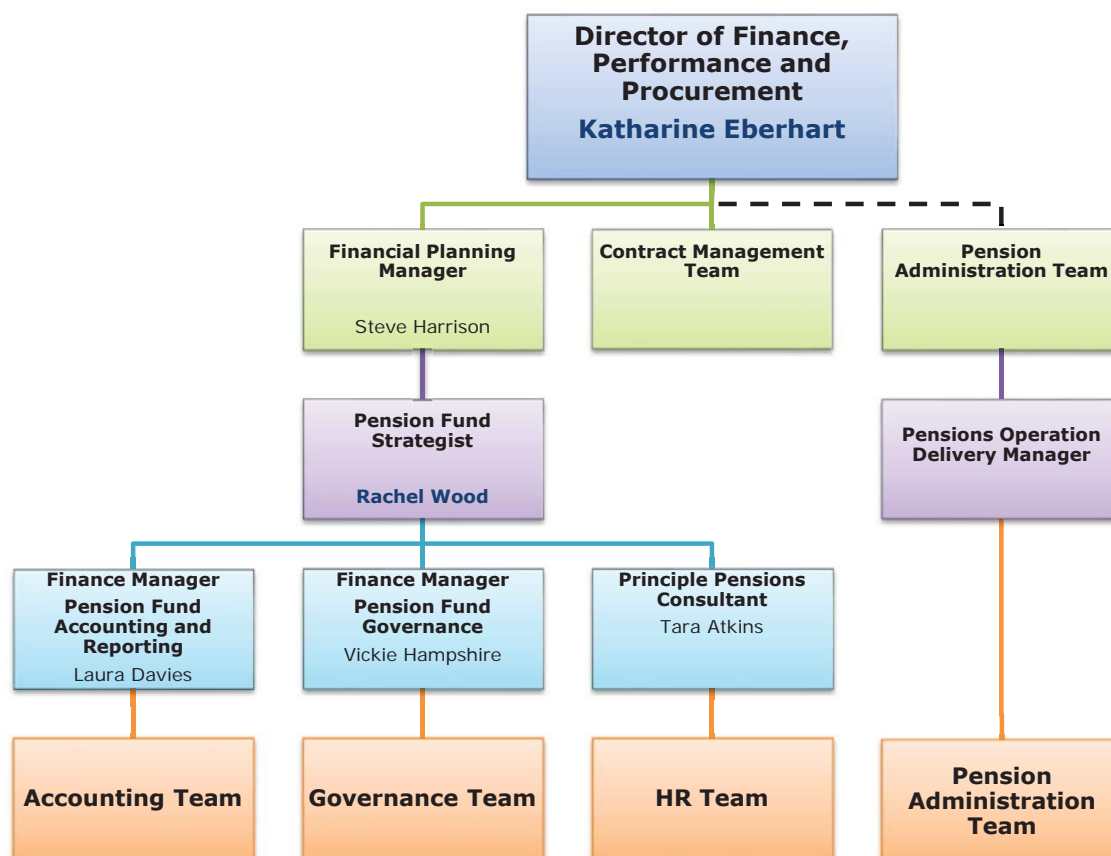 Director of Finance,
Performance and
Procurement
Katharine Eberhart
Financial Planning
Manager
Steve Harrison
Contract Management
Team
Pension
Administration Team
Pension Fund
Strategist
Rachel Wood
Pensions Operation
Delivery Manager
Finance Manager
Pension Fund
Accounting and
Reporting
Laura Davies
Finance Manager
Pension Fund
Governance
Vickie Hampshire
Principle Pensions
Consultant
Tara Atkins
Accounting Team
Governance Team
HR Team
Pension
Administration
Team